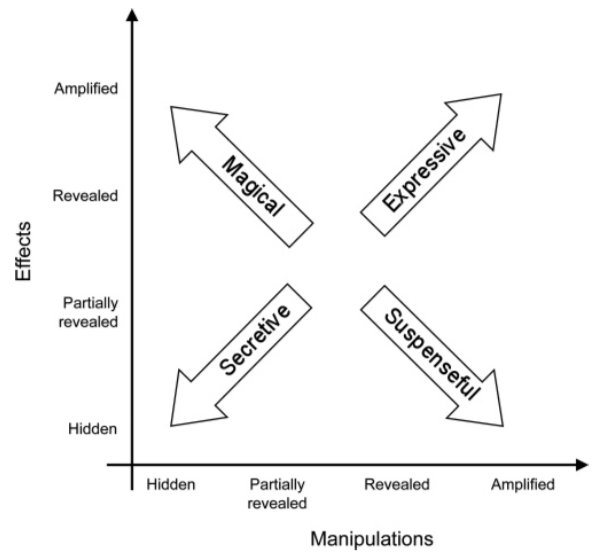 Amplified
Magical
Expressive
Revealed
Effects
Partially
revealed
Secretive
Suspenseful
Hidden
Hidden
Partially
revealed
Revealed
Amplified
Manipulations